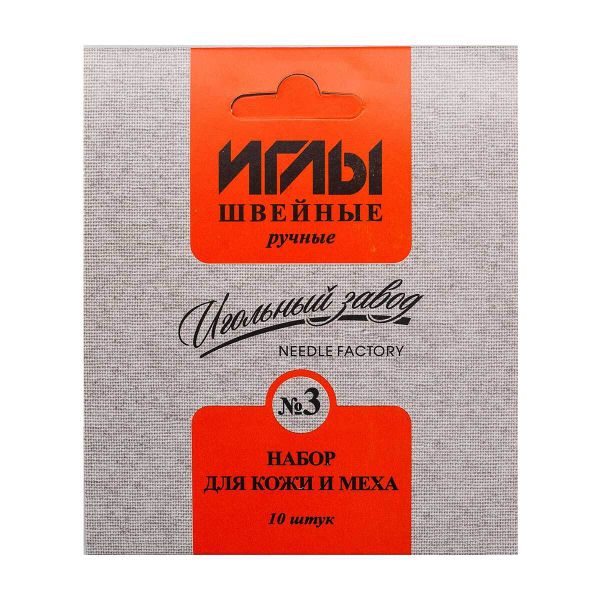 ИГЛЫ
ШВЕЙНЫЕ
ручные
Игольный завод
NEEDLE FACTORY
№3
НАБОР
ДЛЯ КОЖИ И МЕХА
10 штук